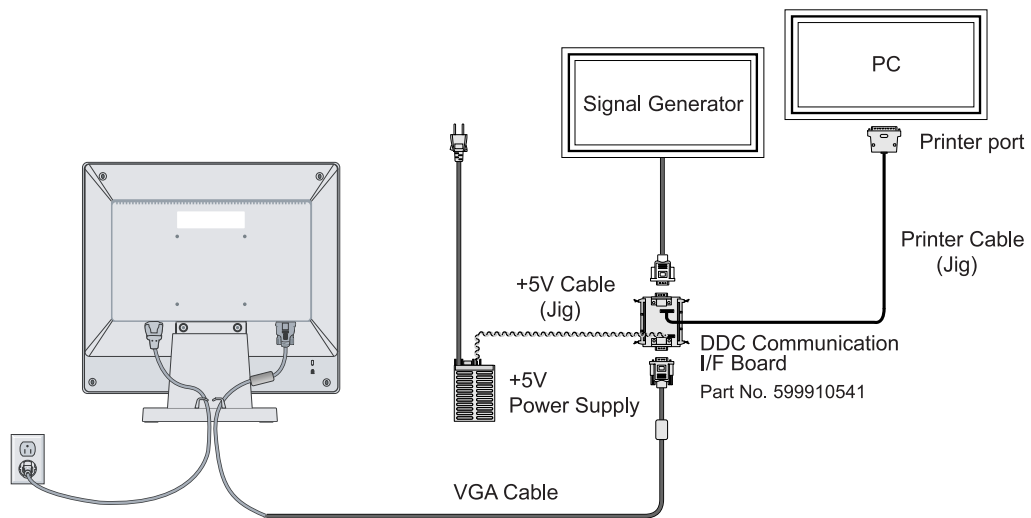 PC
Signal Generator
Printer port
Printer Cable
(Jig)
+5V Cable
(Jig)
DDC Communication
I/F Board
Part No. 599910541
+5V
Power Supply
VGA Cable